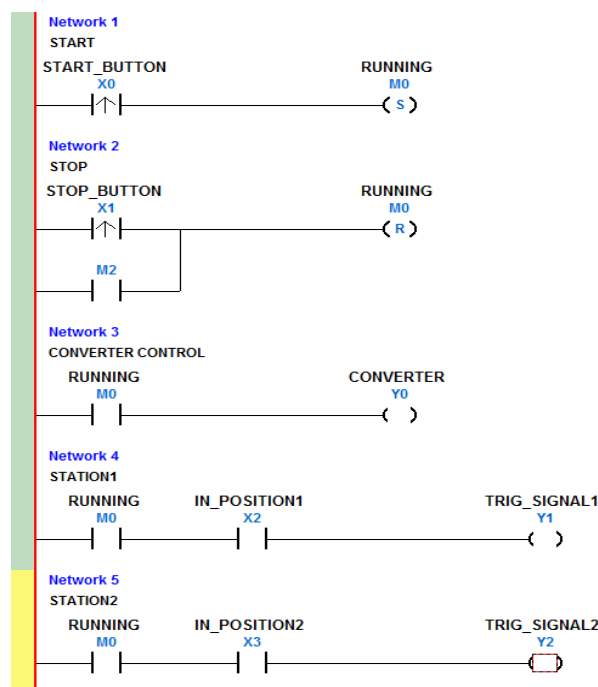 Network 1
START
START_BUTTON RUNNING
X0 M0
S
Network 2
STOP
STOP_BUTTON RUNNING
X1 M0
R
M2
Network 3
CONVERTER CONTROL
RUNNING CONVERTER
M0 Y0
Network 4
STATION1
RUNNING IN_POSITION1 TRIG_SIGNAL1
M0 X2 Y1
Network 5
STATION2
RUNNING IN_POSITION2 TRIG_SIGNAL2
M0 X3 Y2